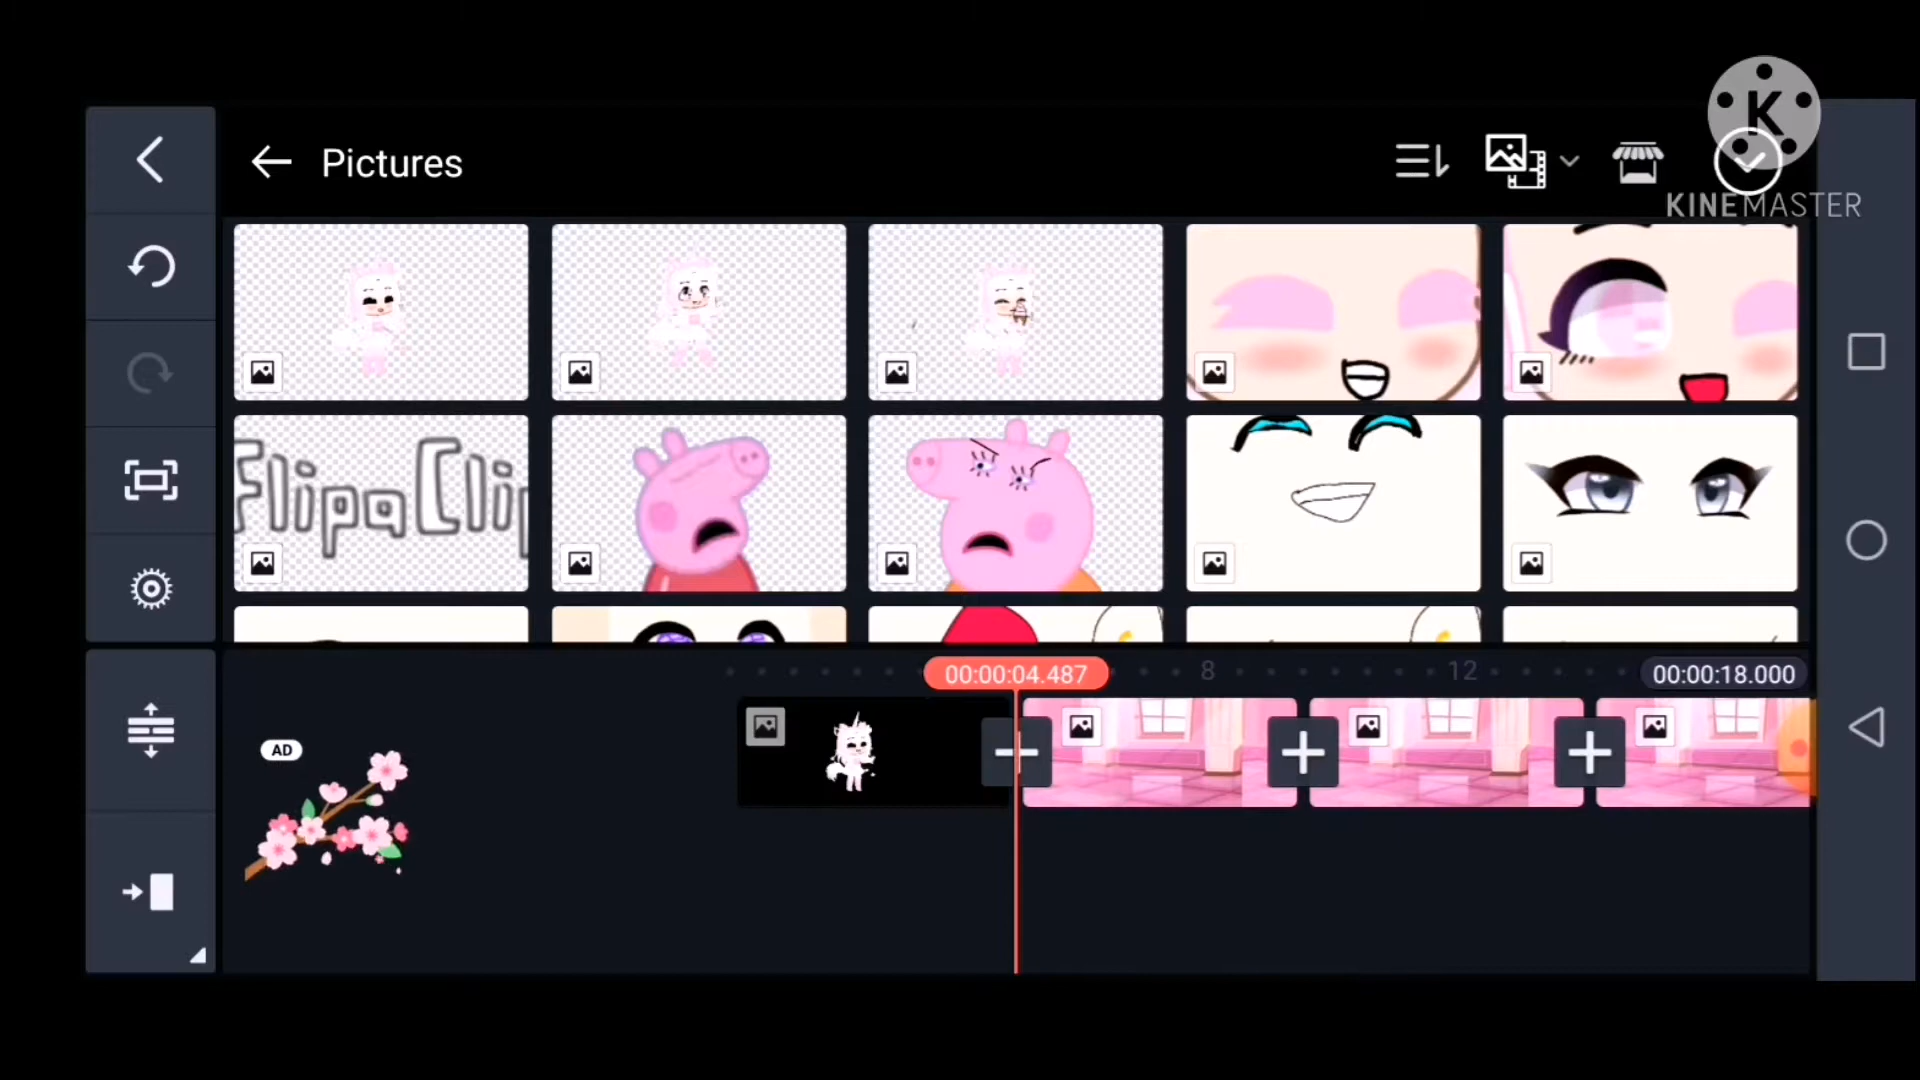 Pictures
K
KINEMASTER
FlipaClip
00:00:04.487
8
12
00:00:18.000
AD